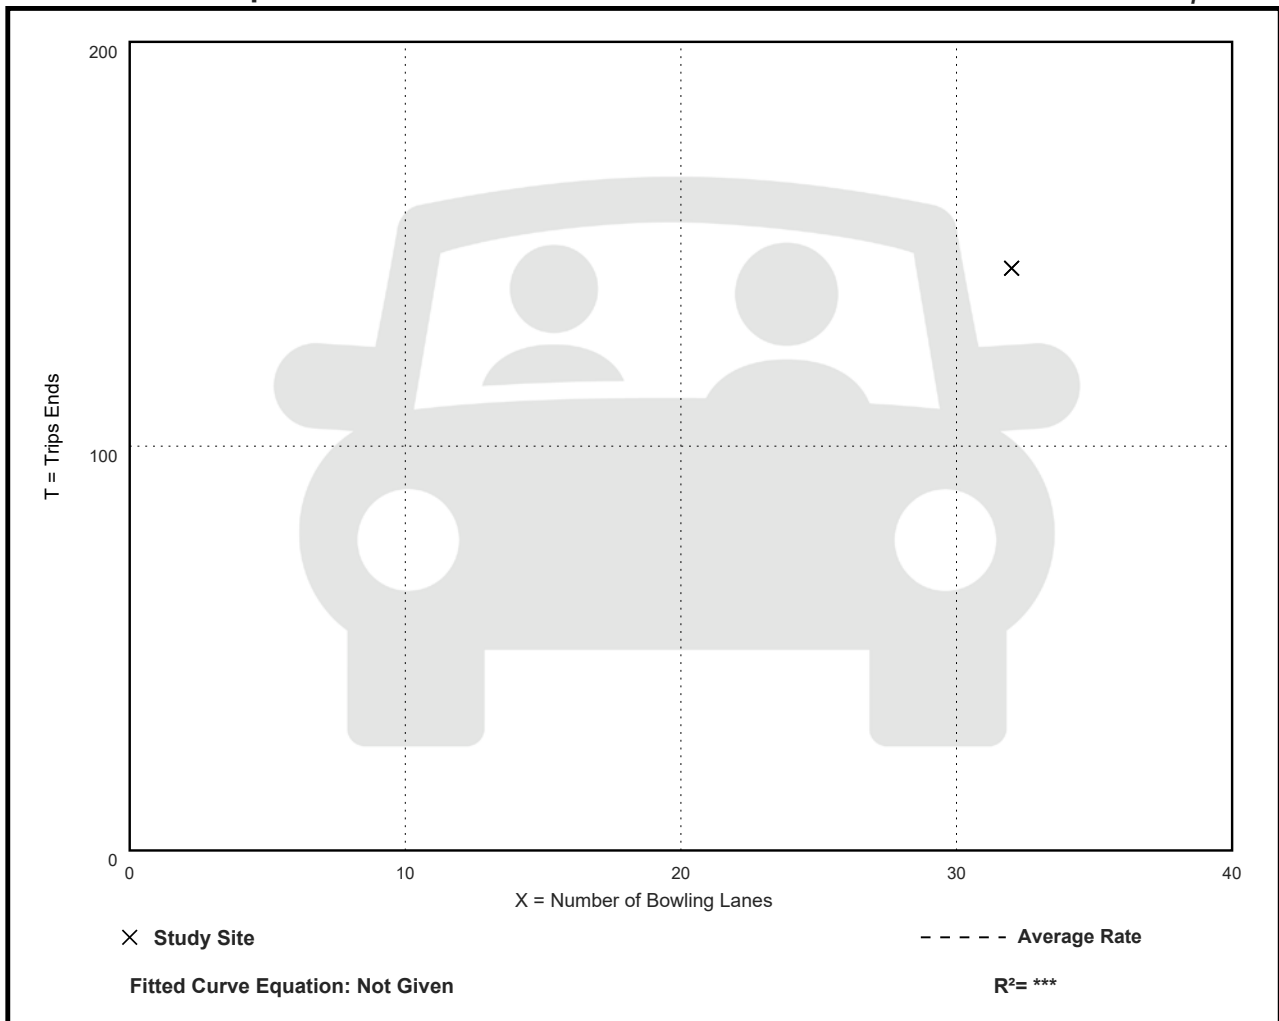 200
100
0
T = Trips Ends
0 10 20 30 40
X = Number of Bowling Lanes
Study Site Average Rate
Fitted Curve Equation: Not Given R²= ***